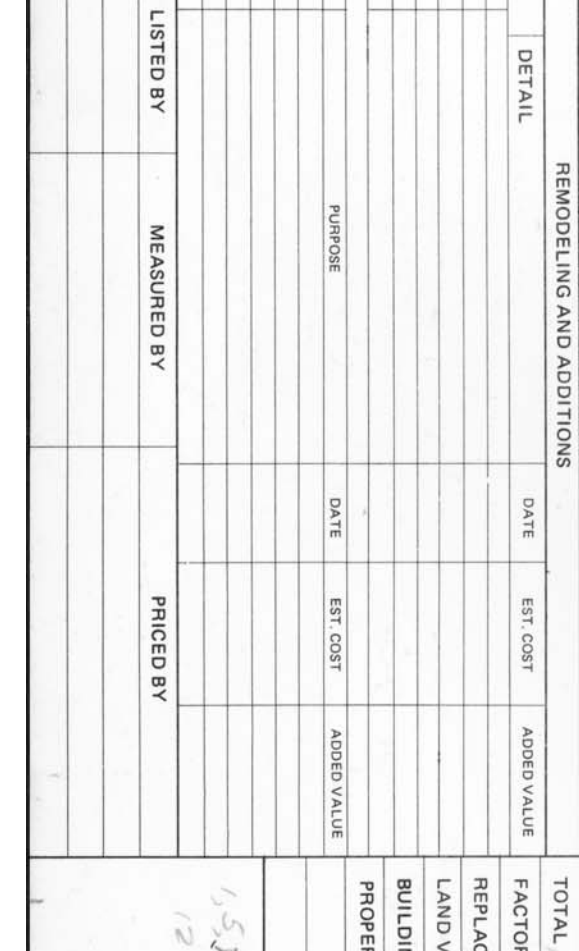 REMODELING AND ADDITIONS
TOTAL
DETAIL DATE EST. COST ADDED VALUE
FACTOR
REPLAC
LAND V
BUILDI
PROPER
PURPOSE DATE EST. COST ADDED VALUE
LISTED BY MEASURED BY PRICED BY
12